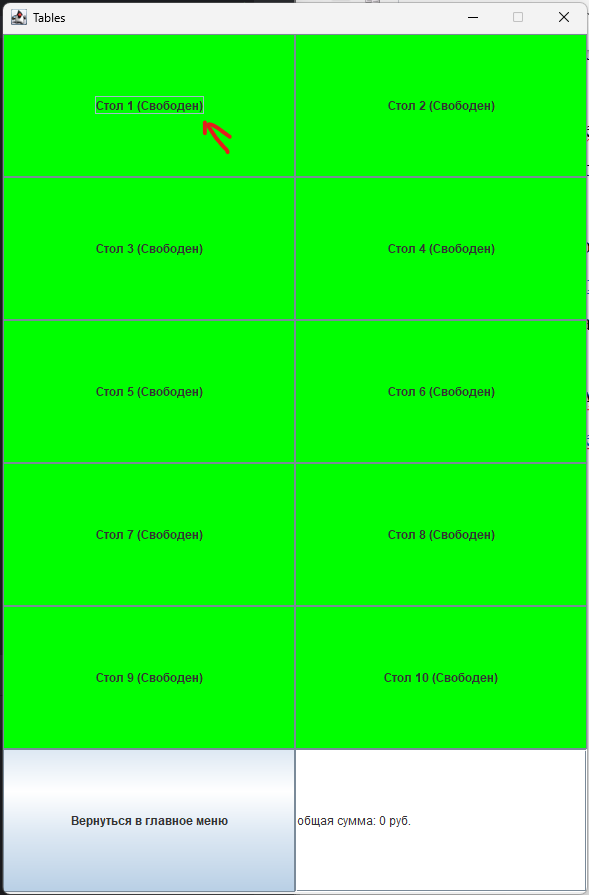 Tables
Стол 1 (Свободен)
Стол 2 (Свободен)
Стол 3 (Свободен)
Стол 4 (Свободен)
Стол 5 (Свободен)
Стол 6 (Свободен)
Стол 7 (Свободен)
Стол 8 (Свободен)
Стол 9 (Свободен)
Стол 10 (Свободен)
Вернуться в главное меню
общая сумма: 0 руб.